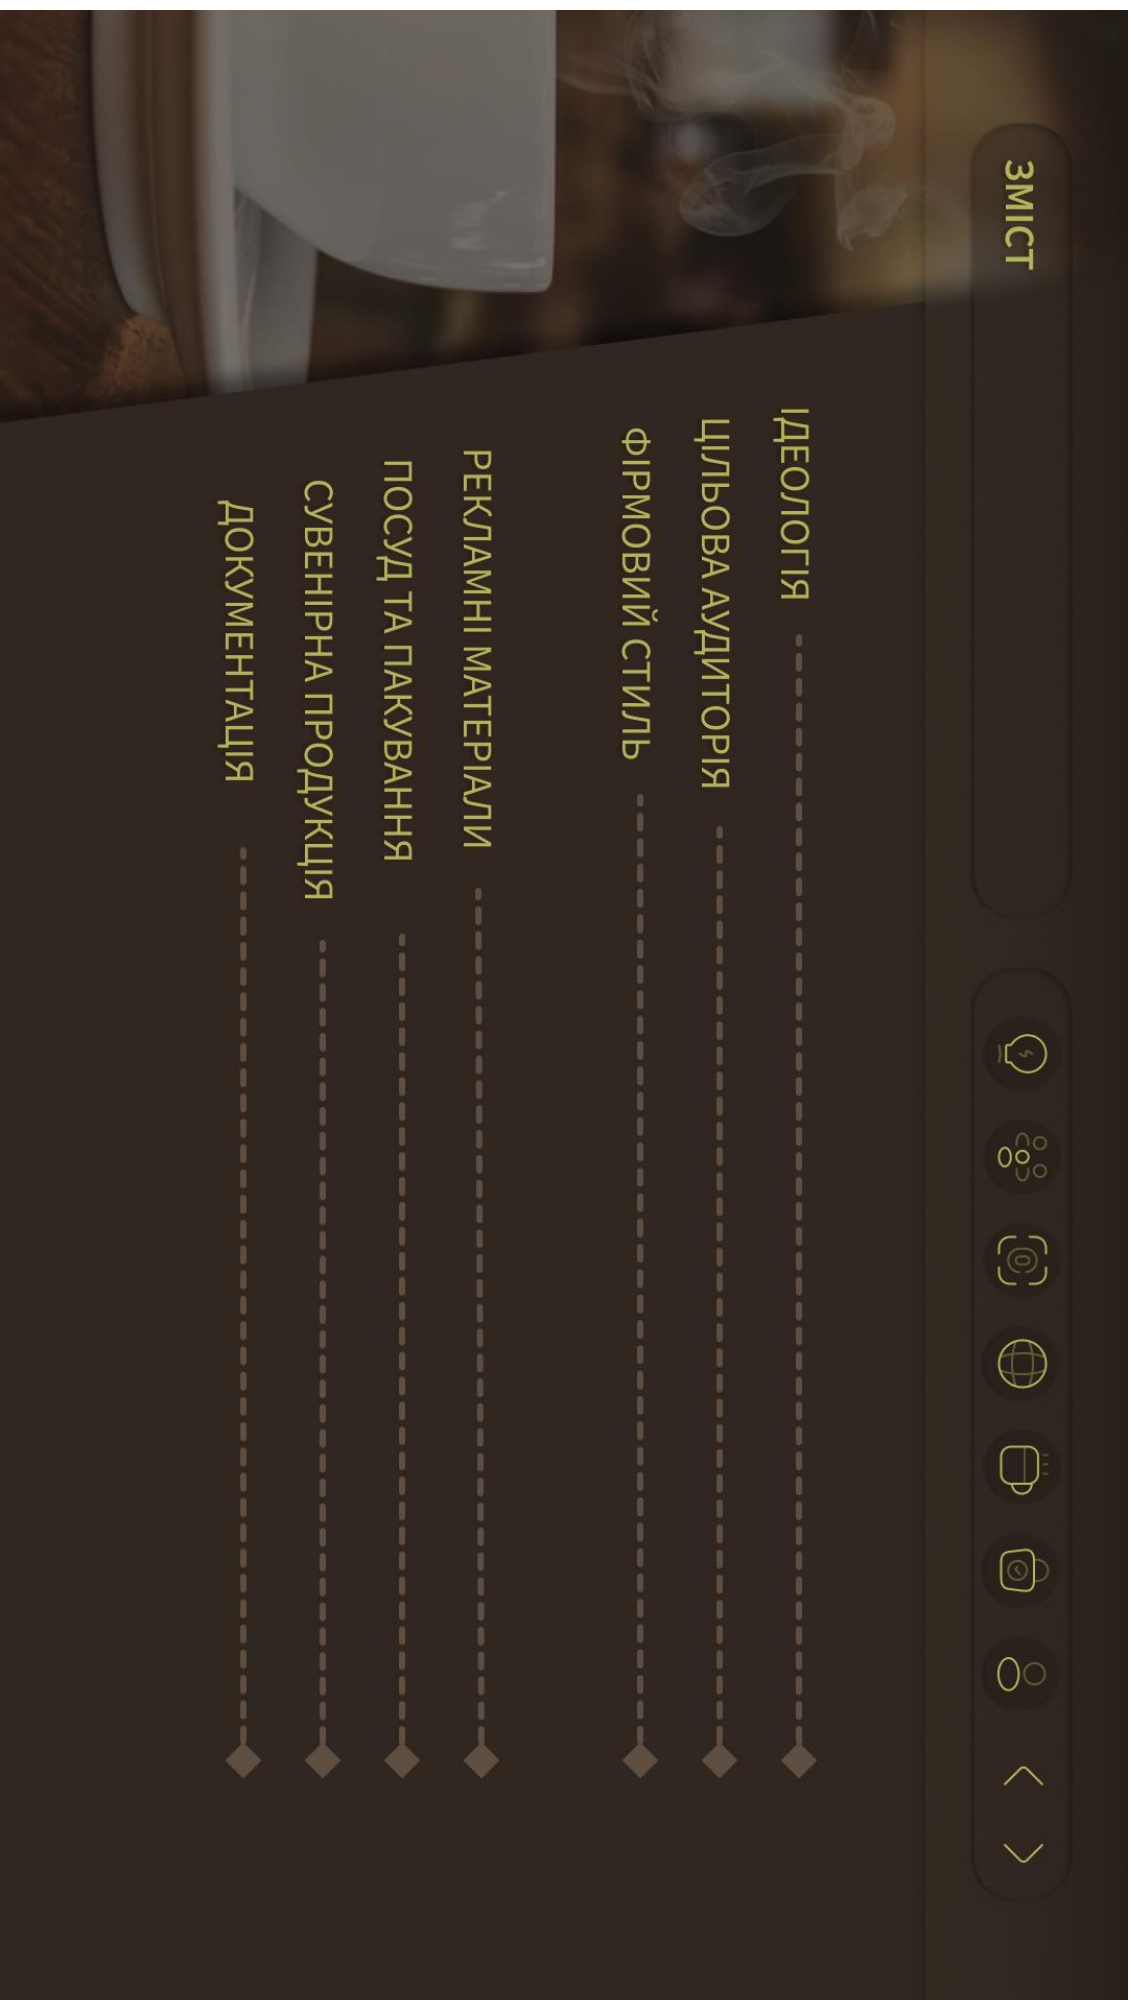 ЗМІСТ
ІДЕОЛОГІЯ
ЦІЛЬОВА АУДИТОРІЯ
ФІРМОВИЙ СТИЛЬ
РЕКЛАМНІ МАТЕРІАЛИ
ПОСУД ТА ПАКУВАННЯ
СУВЕНІРНА ПРОДУКЦІЯ
ДОКУМЕНТАЦІЯ